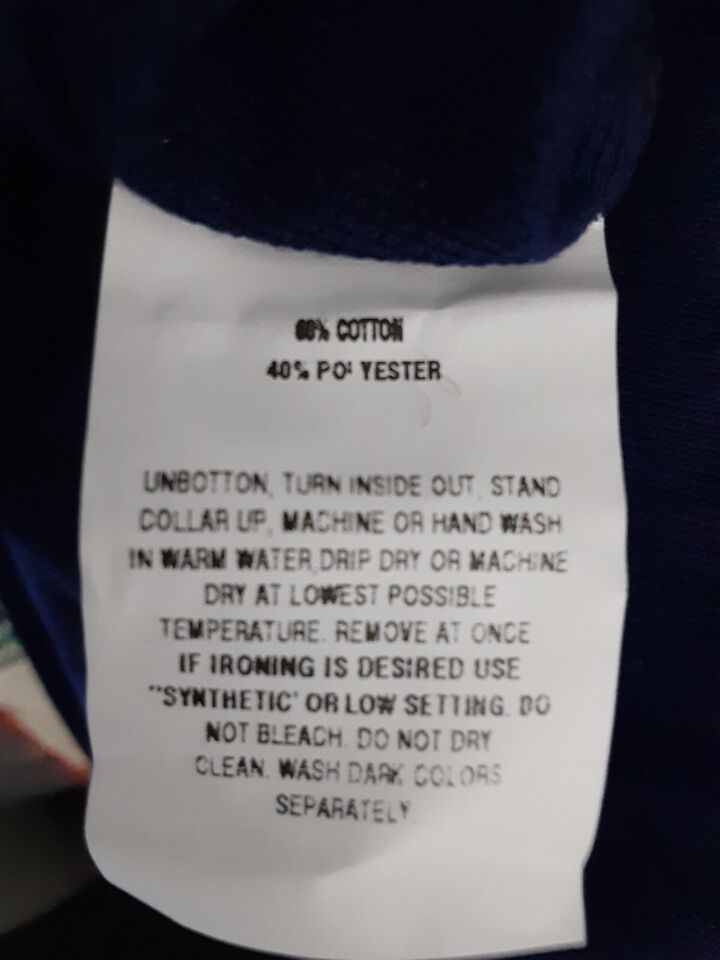 60% COTTON
40% POLYESTER
UNBOTTON, TURN INSIDE OUT, STAND
COLLAR UP, MACHINE OR HAND WASH
IN WARM WATER, DRIP DRY OR MACHINE
DRY AT LOWEST POSSIBLE
TEMPERATURE. REMOVE AT ONCE
IF IRONING IS DESIRED USE
"SYNTHETIC" OR LOW SETTING. DO
NOT BLEACH. DO NOT DRY
CLEAN. WASH DARK COLORS
SEPARATELY